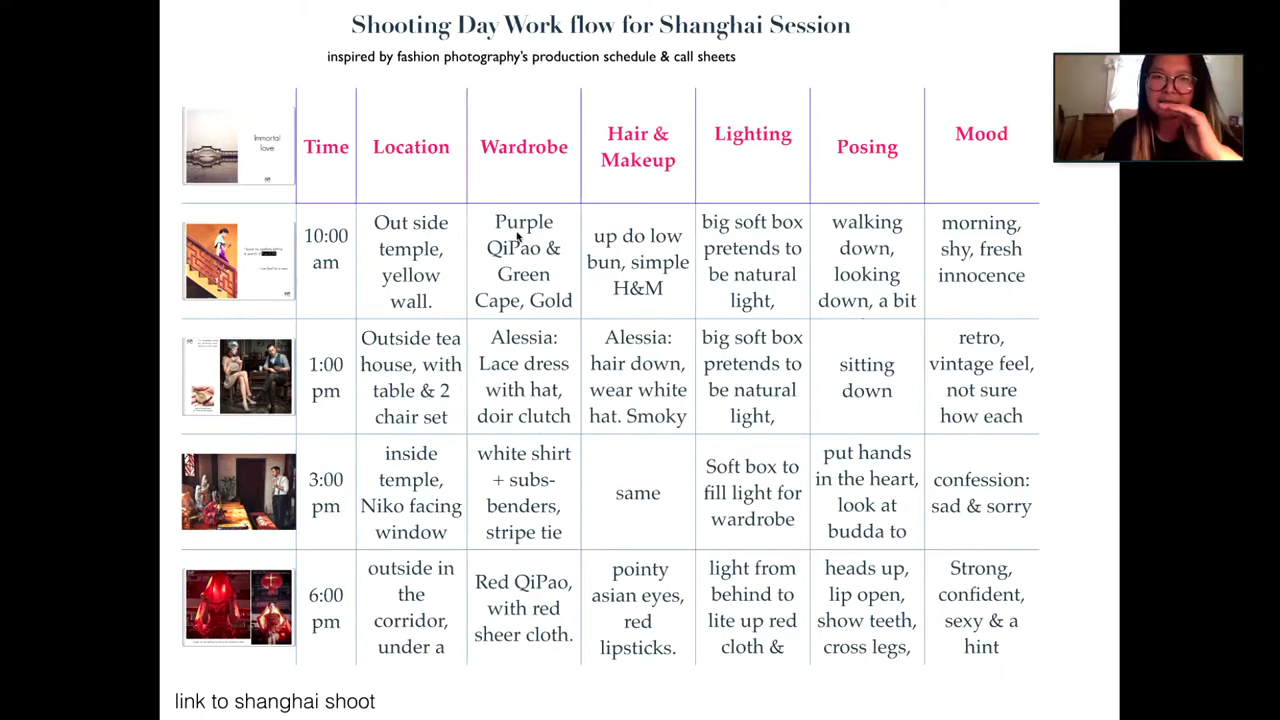 Shooting Day Work flow for Shanghai Session
inspired by fashion photography's production schedule & call sheets
Immortal
love
Time
Location
Wardrobe
Hair &
Makeup
Lighting
Posing
Mood
10:00
am
Out side
temple,
yellow
wall.
Purple
QiPao &
Green
Cape, Gold
up do low
bun, simple
H&M
big soft box
pretends to
be natural
light,
walking
down,
looking
down, a bit
morning,
shy, fresh
innocence
1:00
pm
Outside tea
house, with
table & 2
chair set
Alessia:
Lace dress
with hat,
doir clutch
Alessia:
hair down,
wear white
hat. Smoky
big soft box
pretends to
be natural
light,
sitting
down
retro,
vintage feel,
not sure
how each
3:00
pm
inside
temple,
Niko facing
window
white shirt
+ subs-
benders,
stripe tie
same
Soft box to
fill light for
wardrobe
put hands
in the heart,
look at
budda to
confession:
sad & sorry
6:00
pm
outside in
the
corridor,
under a
Red QiPao,
with red
sheer cloth.
pointy
asian eyes,
red
lipsticks.
light from
behind to
lite up red
cloth &
heads up,
lip open,
show teeth,
cross legs,
Strong,
confident,
sexy & a
hint
link to shanghai shoot